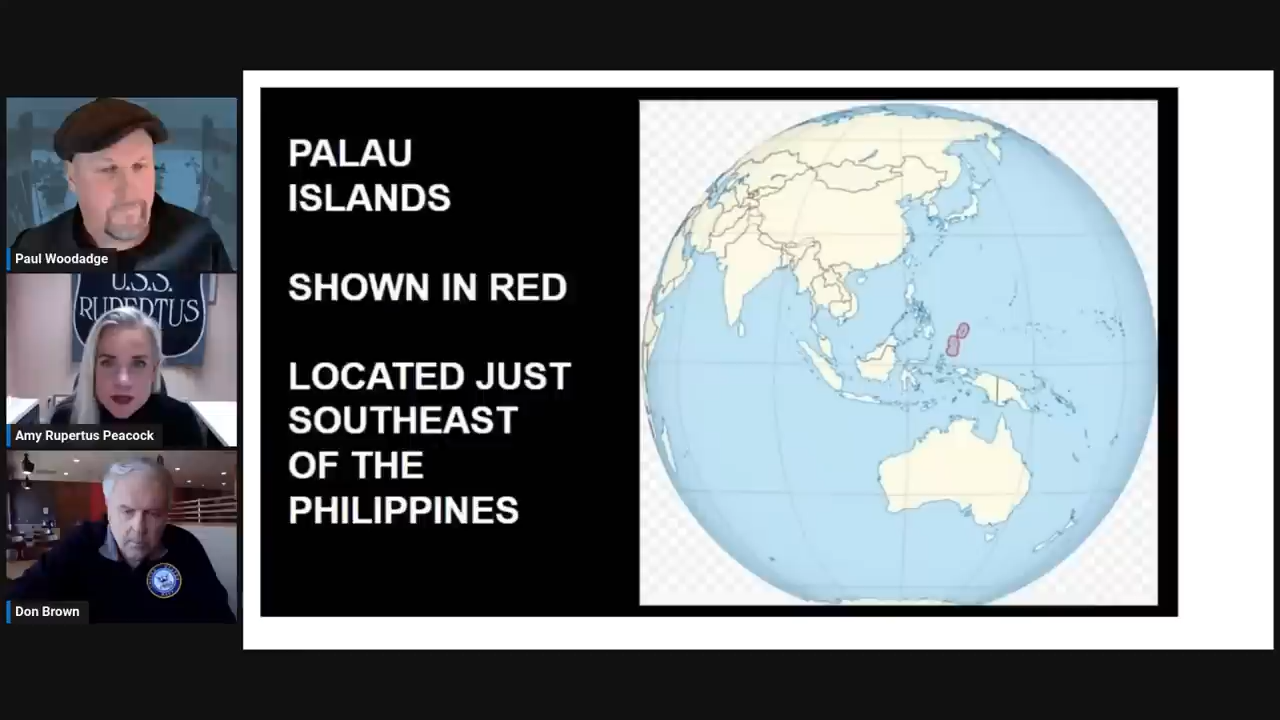 Paul Woodadge
U.S.S.
RUPERTUS
Amy Rupertus Peacock
Don Brown
PALAU
ISLANDS
SHOWN IN RED
LOCATED JUST
SOUTHEAST
OF THE
PHILIPPINES